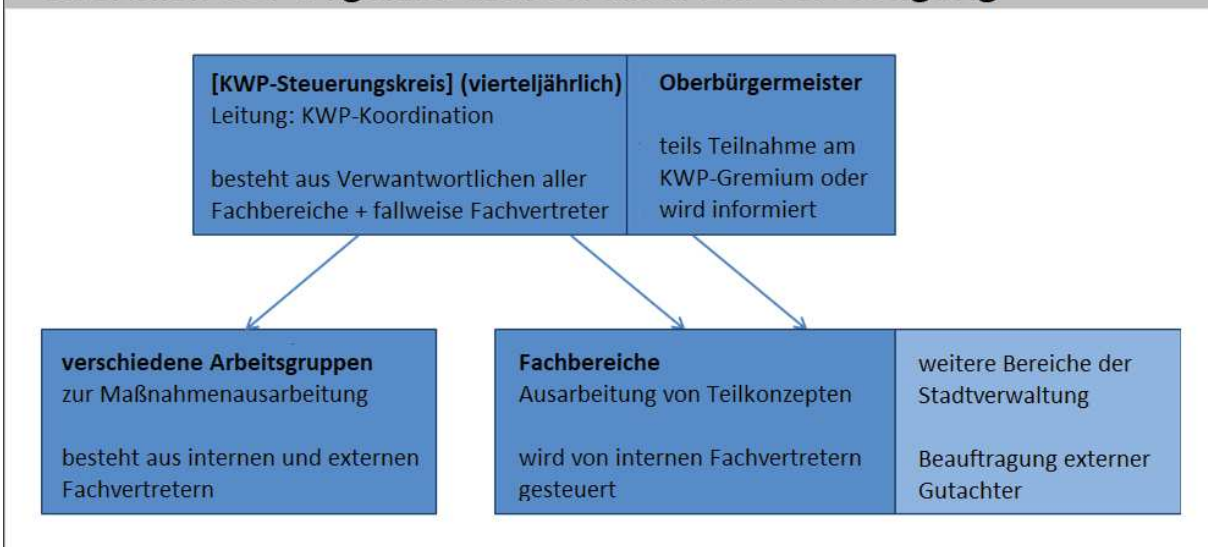 [KWP-Steuerungskreis] (vierteljährlich)
Leitung: KWP-Koordination
besteht aus Verwantwortlichen aller
Fachbereiche + fallweise Fachvertreter
Oberbürgermeister
teils Teilnahme am
KWP-Gremium oder
wird informiert
verschiedene Arbeitsgruppen
zur Maßnahmenausarbeitung
besteht aus internen und externen
Fachvertretern
Fachbereiche
Ausarbeitung von Teilkonzepten
wird von internen Fachvertretern
gesteuert
weitere Bereiche der
Stadtverwaltung
Beauftragung externer
Gutachter